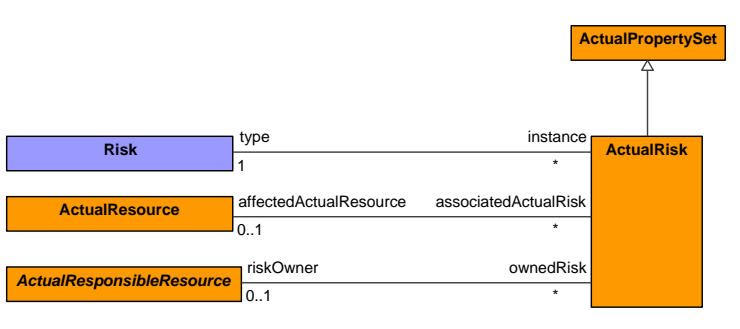 ActualPropertySet
type
instance
Risk
ActualRisk
1
*
affectedActualResource
associatedActualRisk
ActualResource
0..1
*
riskOwner
ownedRisk
ActualResponsibleResource
0..1
*